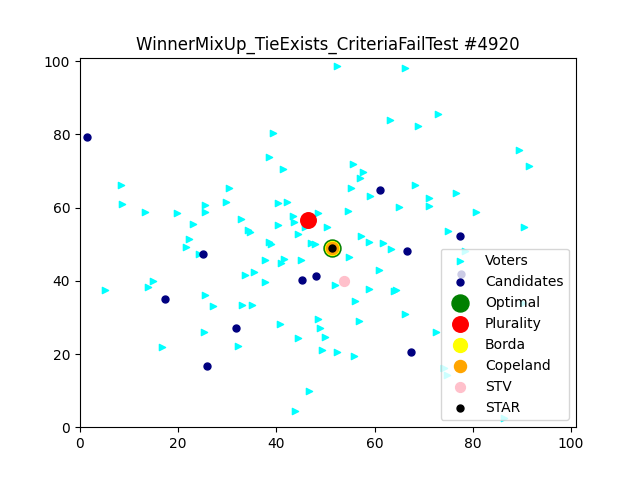 WinnerMixUp_TieExists_CriteriaFailTest #4920
100
80
60
40
20
0
0 20 40 60 80 100
Voters
Candidates
Optimal
Plurality
Borda
Copeland
STV
STAR